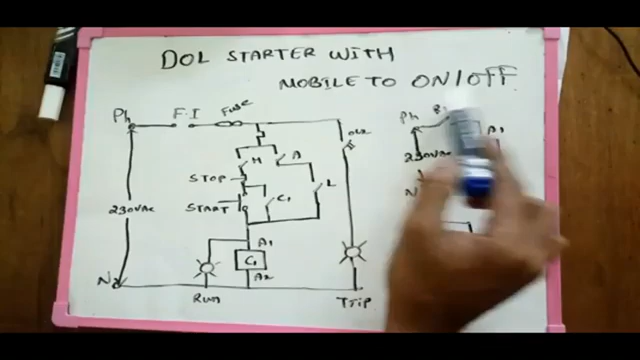 DOL STARTER WITH
MOBILE TO ON/OFF
Ph F.I Fuse
OLR
M A
STOP
START C1 L
230VAC
A1
C1
A2
N
RUN TTip
Ph
A1
230VAC
N